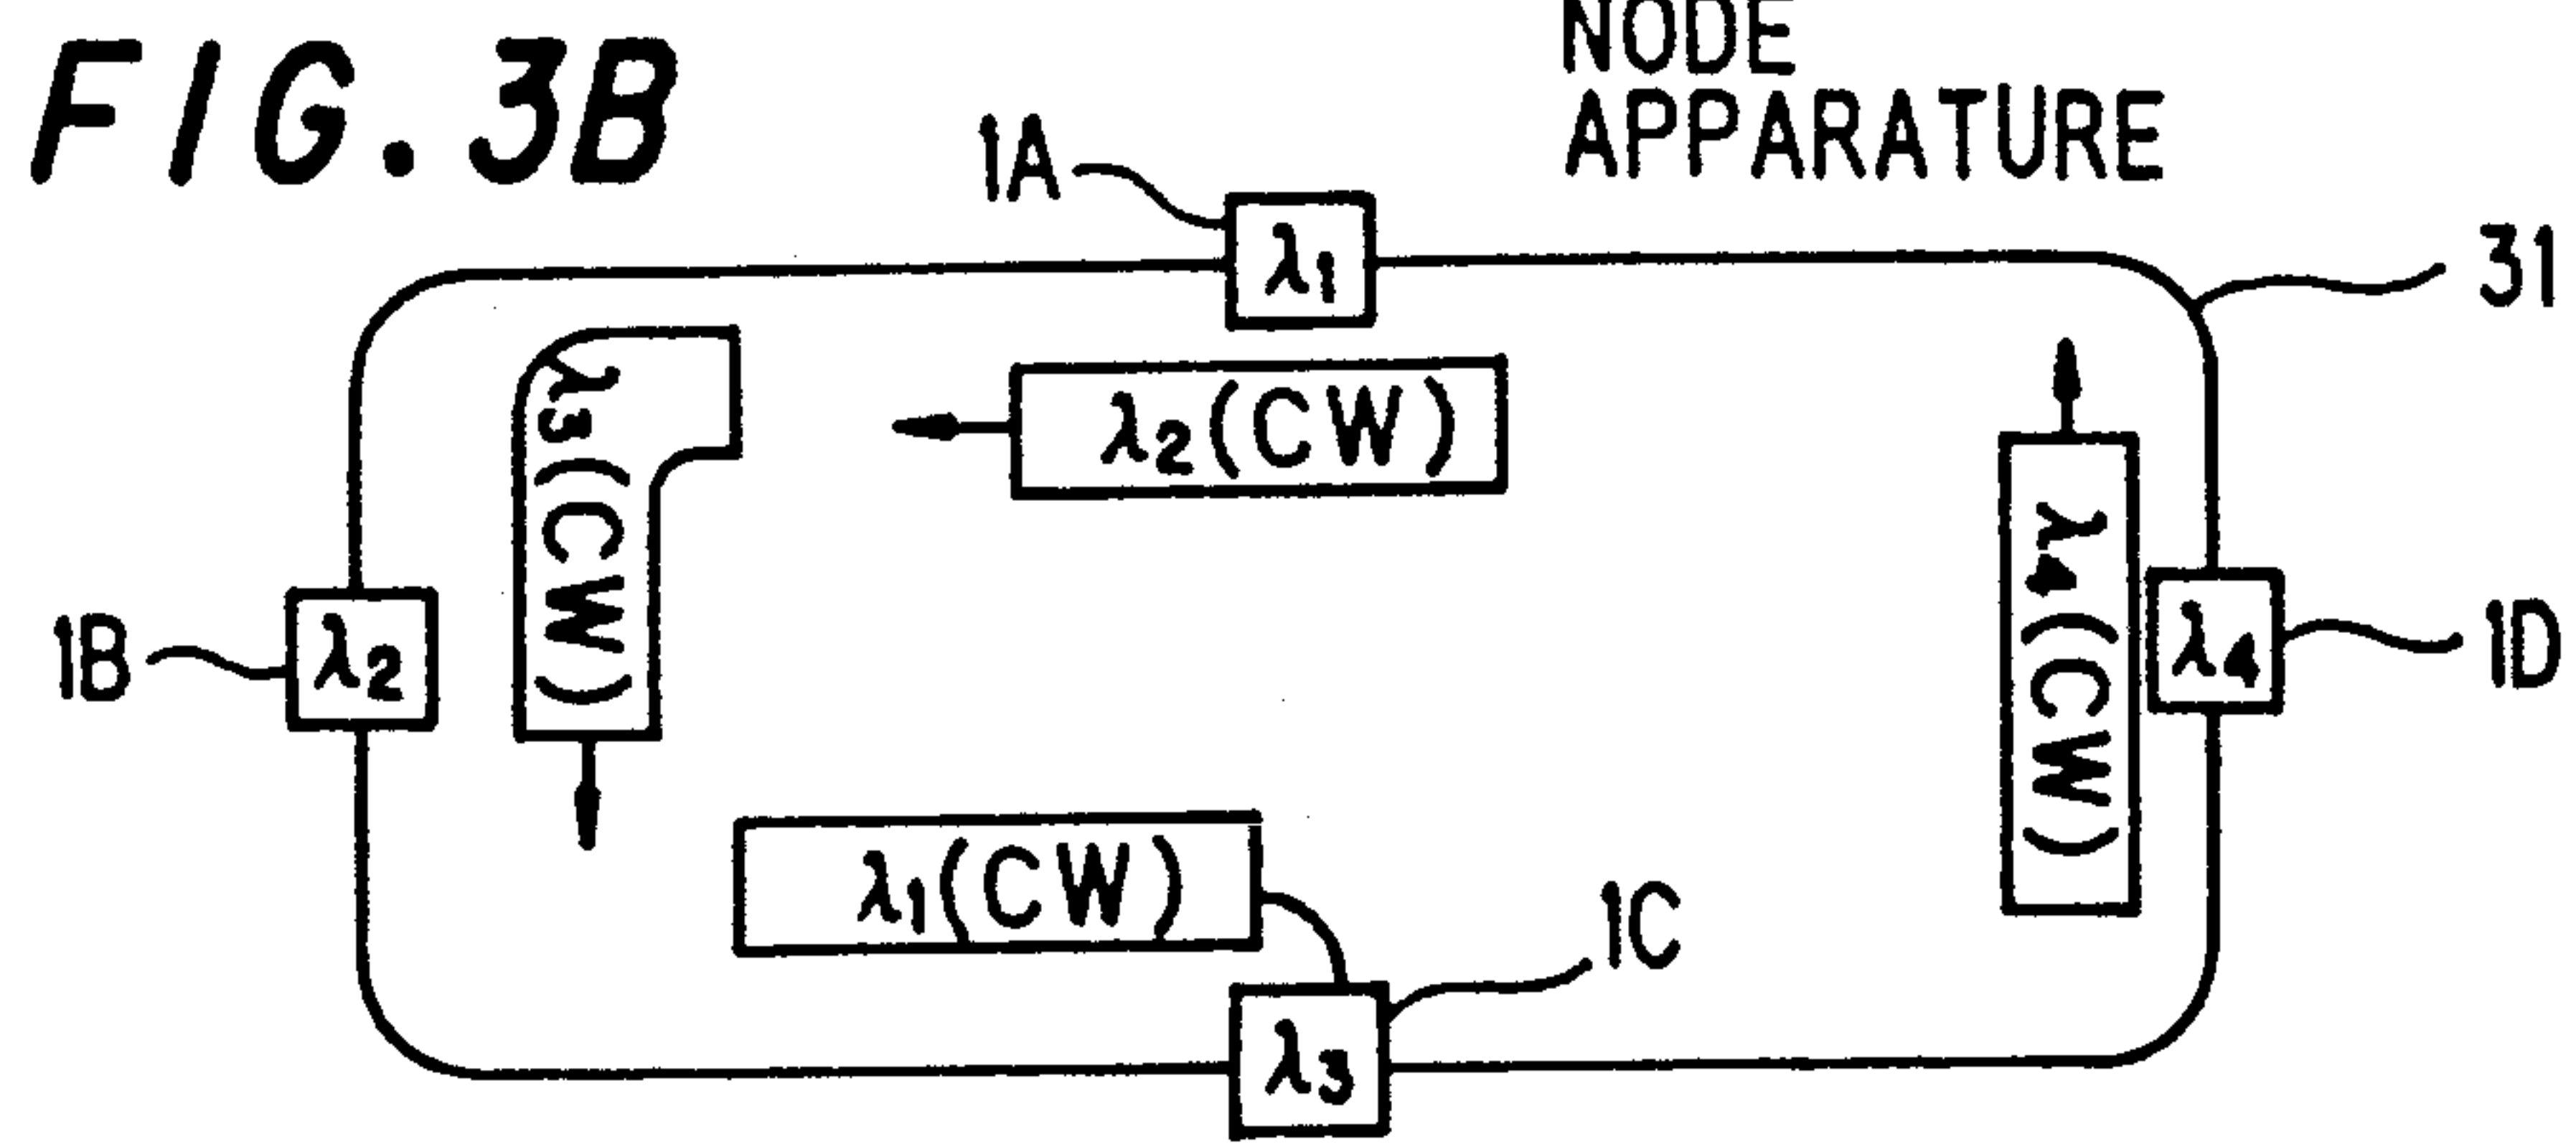 FIG. 3B
NODE
APPARATURE
1A
λ1
31
λ2(CW)
λ3(CW)
λ4(CW)
1B
λ2
λ4
1D
λ1(CW)
1C
λ3